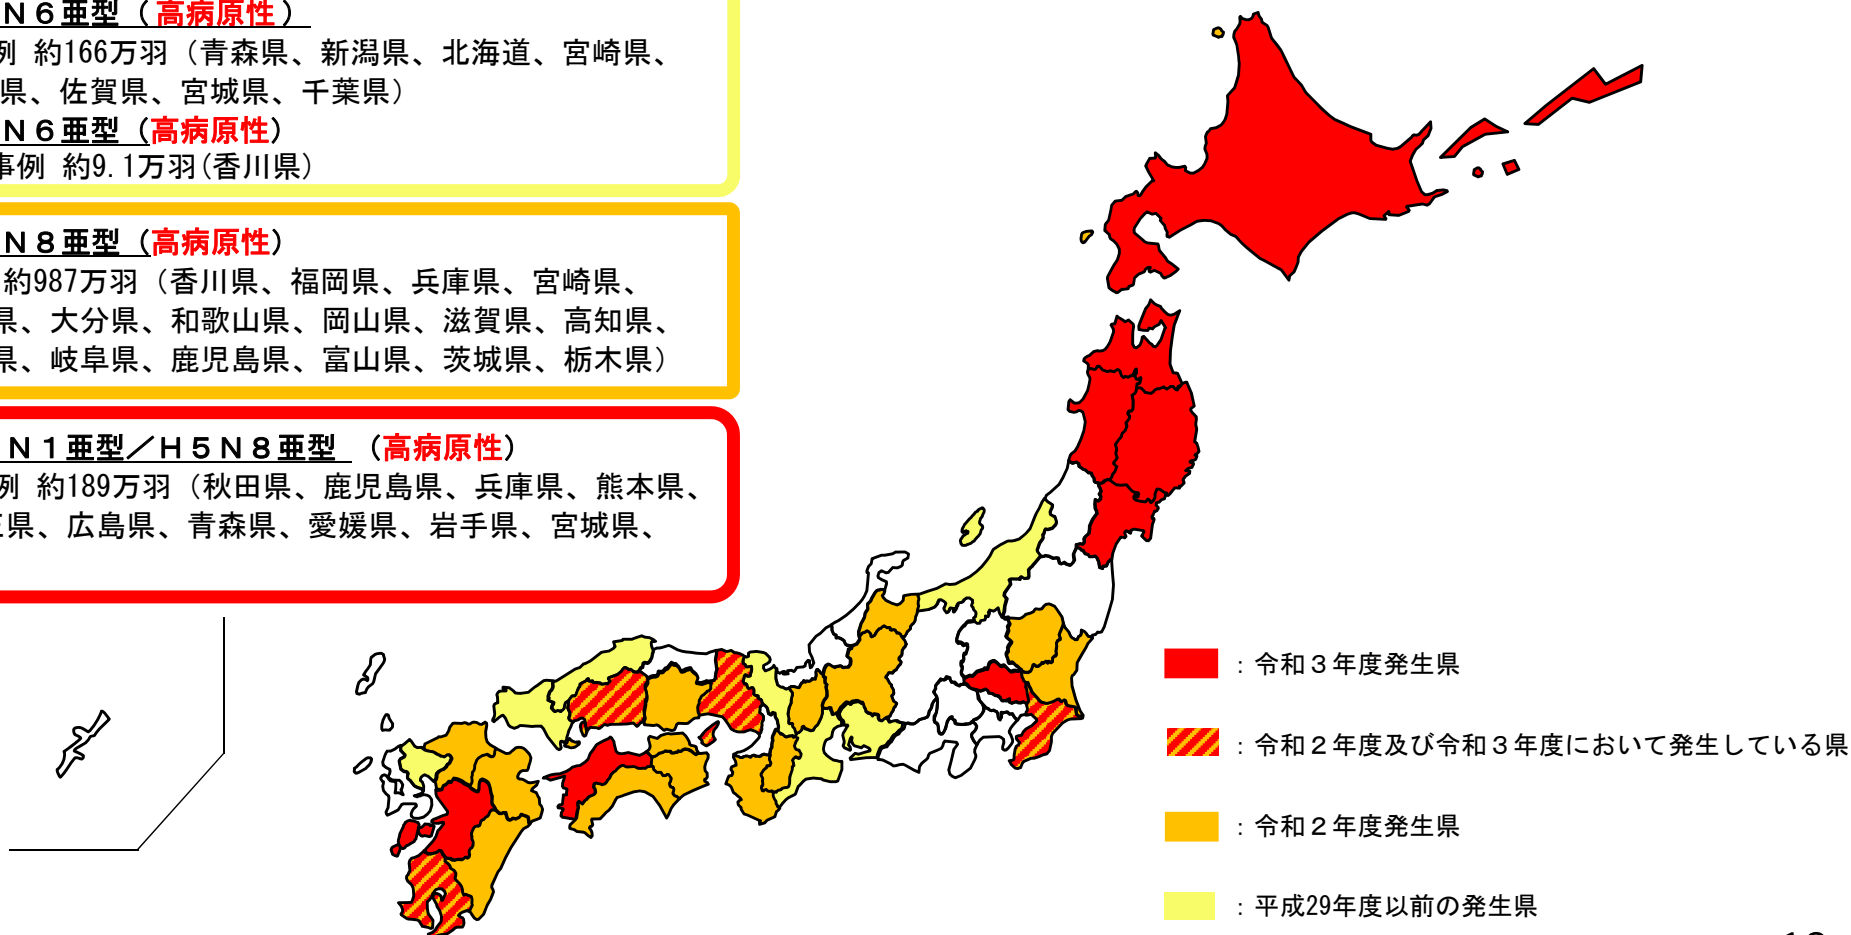 Ｎ６亜型（高病原性）
例 約166万羽（青森県、新潟県、北海道、宮崎県、
県、佐賀県、宮城県、千葉県）
Ｎ６亜型（高病原性）
事例 約9.1万羽(香川県)
Ｎ８亜型（高病原性）
約987万羽（香川県、福岡県、兵庫県、宮崎県、
県、大分県、和歌山県、岡山県、滋賀県、高知県、
県、岐阜県、鹿児島県、富山県、茨城県、栃木県）
Ｎ１亜型／Ｈ５Ｎ８亜型 （高病原性）
例 約189万羽（秋田県、鹿児島県、兵庫県、熊本県、
県、広島県、青森県、愛媛県、岩手県、宮城県、
：令和３年度発生県
：令和２年度及び令和３年度において発生している県
：令和２年度発生県
：平成29年度以前の発生県